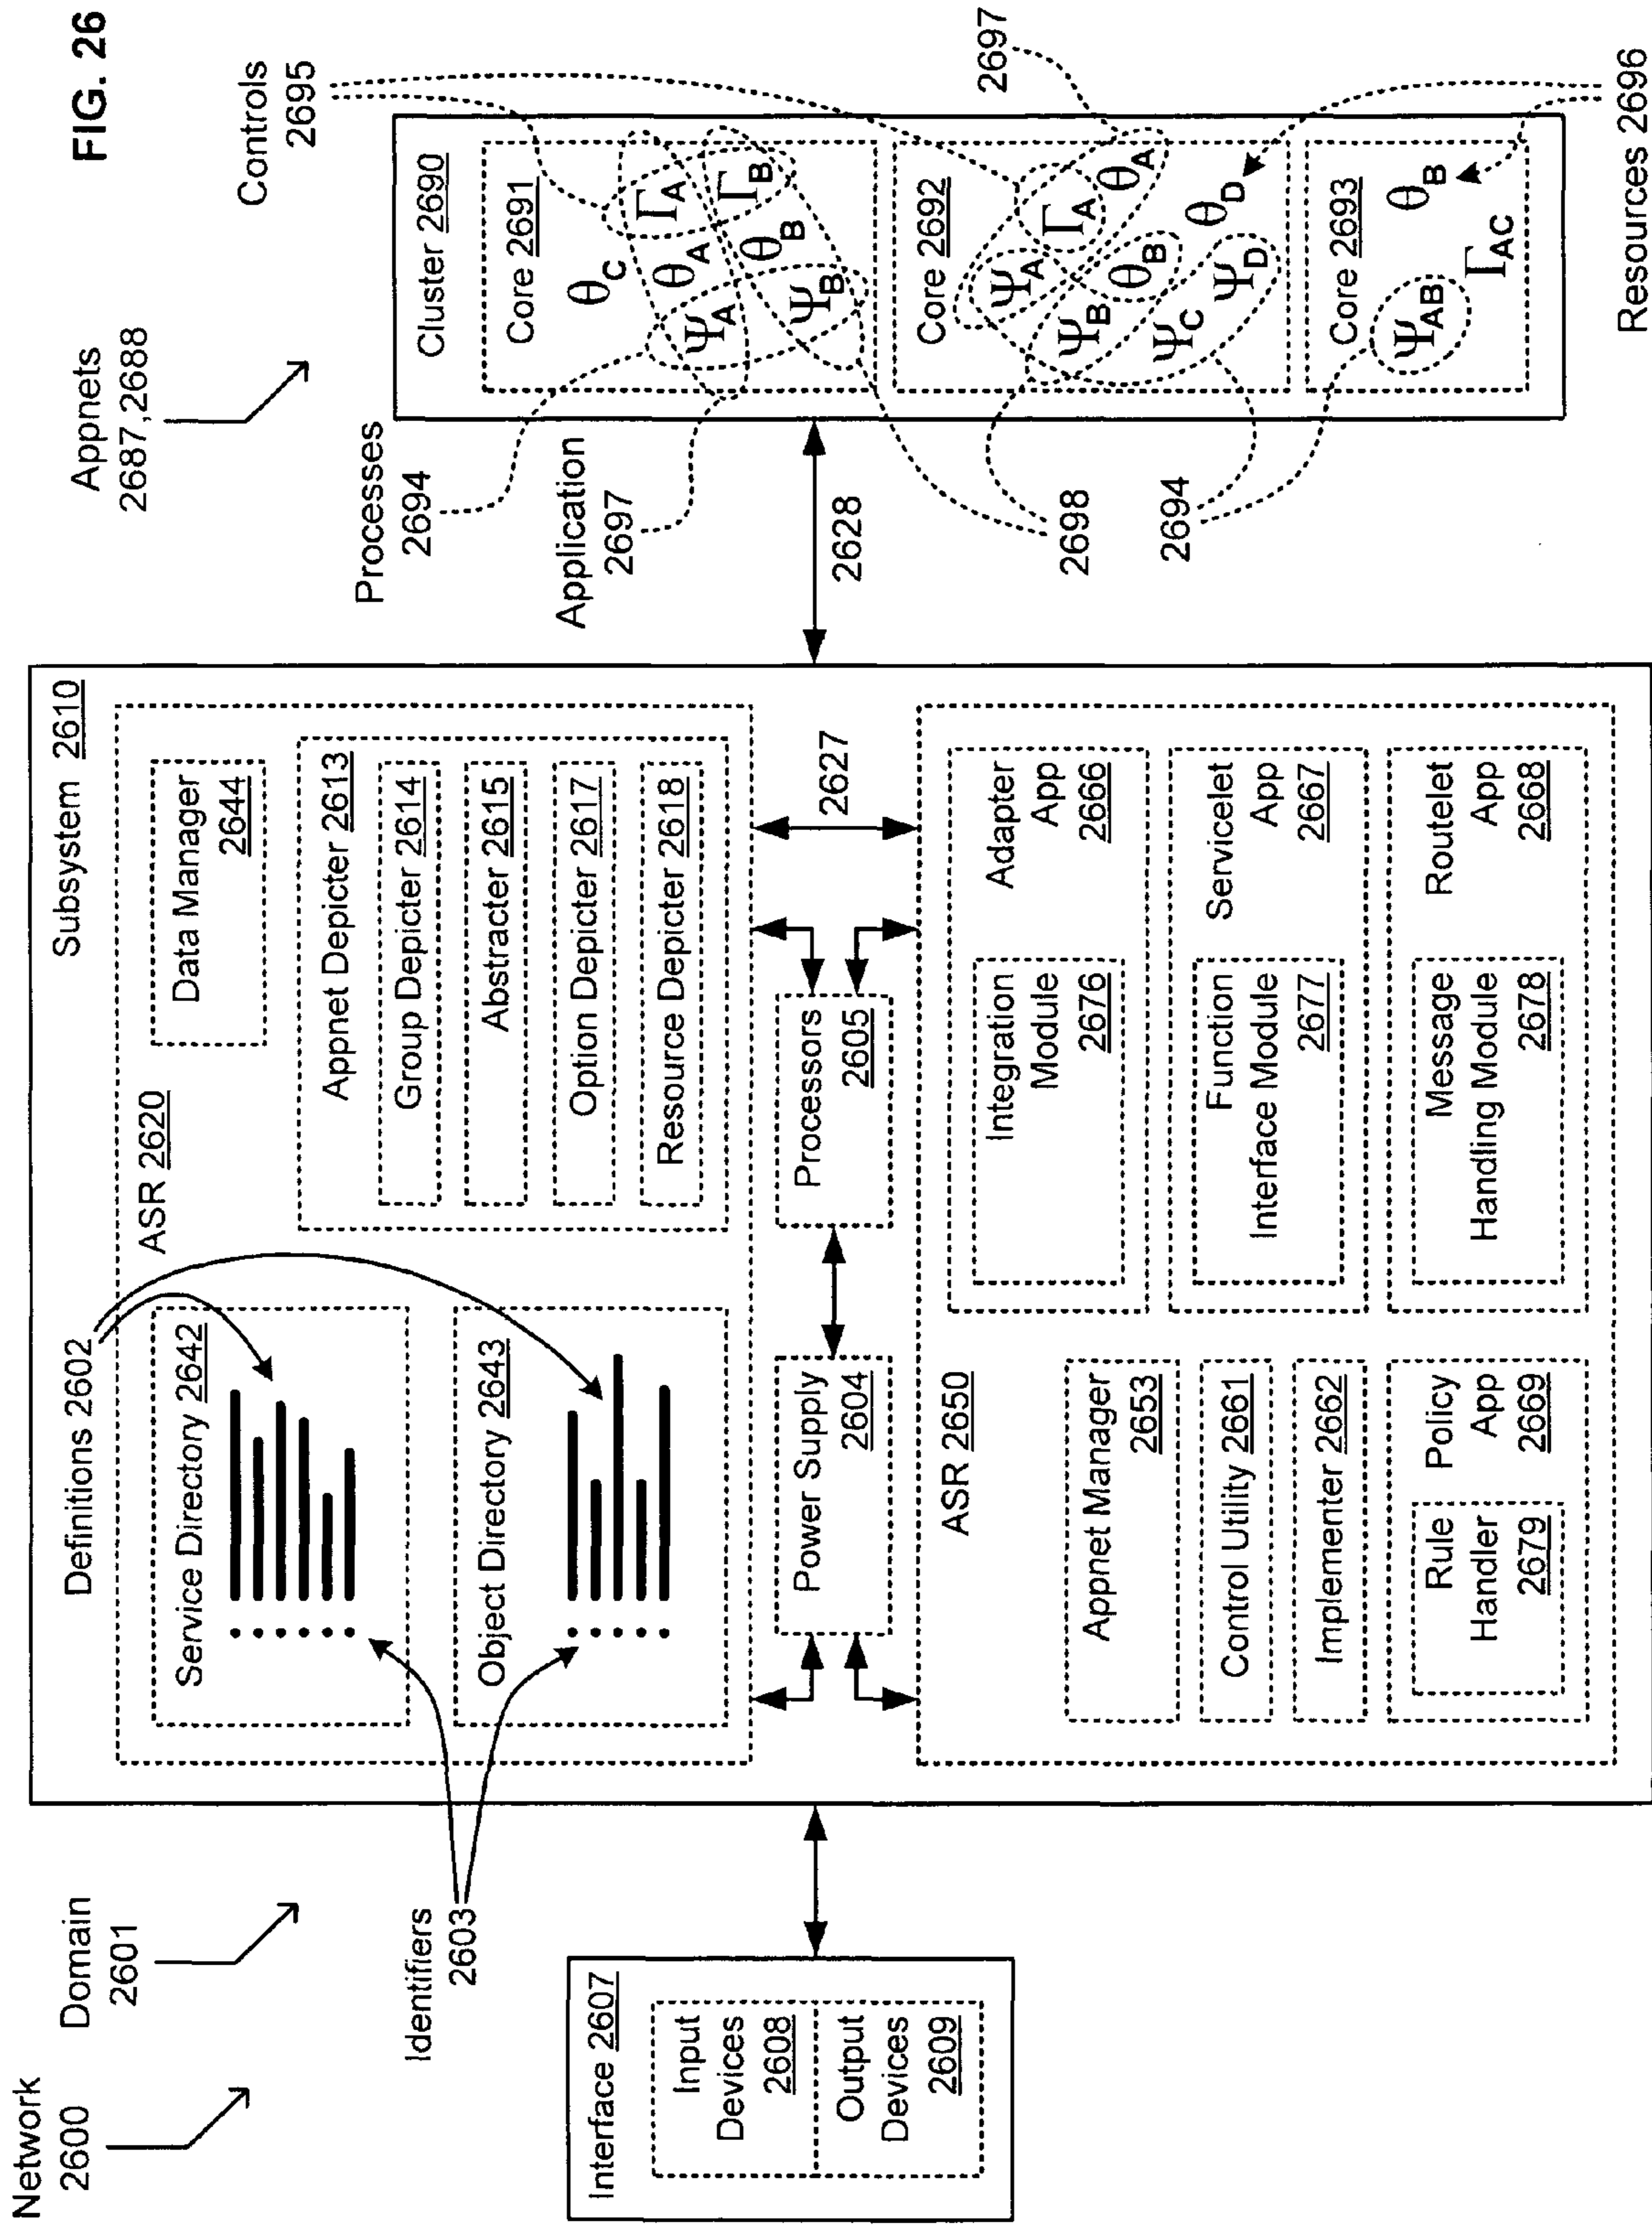 FIG. 26
Network
2600
Domain
2601
Appnets
2687,2688
Controls
2695
Definitions 2602
Identifiers
2603
Interface 2607
Input
Devices
2608
Output
Devices
2609
Subsystem 2610
ASR 2620
Service Directory 2642
Object Directory 2643
Data Manager
2644
Appnet Depicter 2613
Group Depicter 2614
Abstracter 2615
Option Depicter 2617
Resource Depicter 2618
Power Supply
2604
Processors
2605
2627
ASR 2650
Appnet Manager
2653
Control Utility 2661
Implementer 2662
Policy
App
2669
Rule
Handler
2679
Adapter
App
2666
Integration
Module
2676
Servicelet
App
2667
Function
Interface Module
2677
Routelet
App
2668
Message
Handling Module
2678
2628
Processes
2694
Application
2697
2698
2694
Cluster 2690
Core 2691
θC
ΨA θA ΓA
ΨB θB ΓB
Core 2692
ΨA ΓA
ΨB θB θA
ΨC ΨD θD
2697
Core 2693
ΨAB θB
ΓAC
Resources 2696